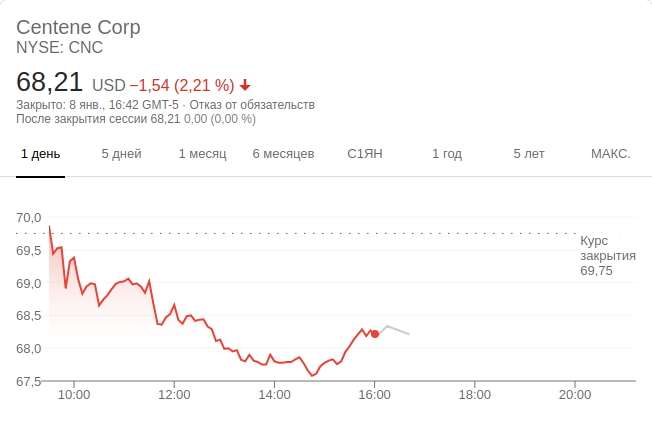 Centene Corp
NYSE: CNC
68,21 USD −1,54 (2,21 %)
Закрыто: 8 янв., 16:42 GMT-5 · Отказ от обязательств
После закрытия сессии 68,21 0,00 (0,00 %)
1 день 5 дней 1 месяц 6 месяцев С1ЯН 1 год 5 лет МАКС.
70,0
Курс
закрытия
69,75
69,5
69,0
68,5
68,0
67,5
10:00 12:00 14:00 16:00 18:00 20:00